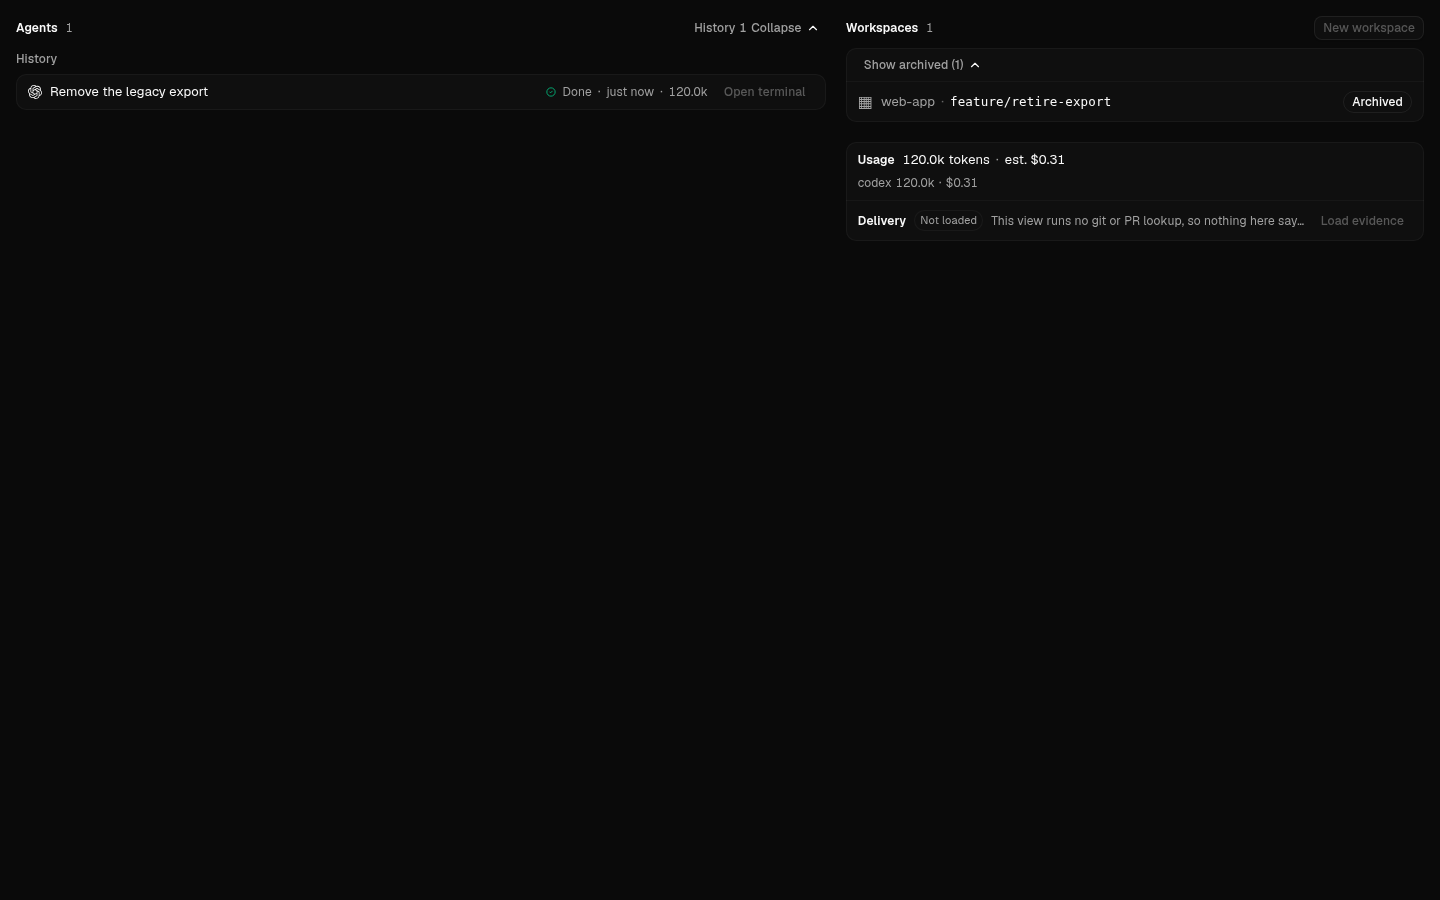 Agents 1
History 1 Collapse
History
Remove the legacy export
Done · just now · 120.0k
Open terminal
Workspaces 1
New workspace
Show archived (1)
web-app · feature/retire-export
Archived
Usage 120.0k tokens · est. $0.31
codex 120.0k · $0.31
Delivery Not loaded This view runs no git or PR lookup, so nothing here say… Load evidence